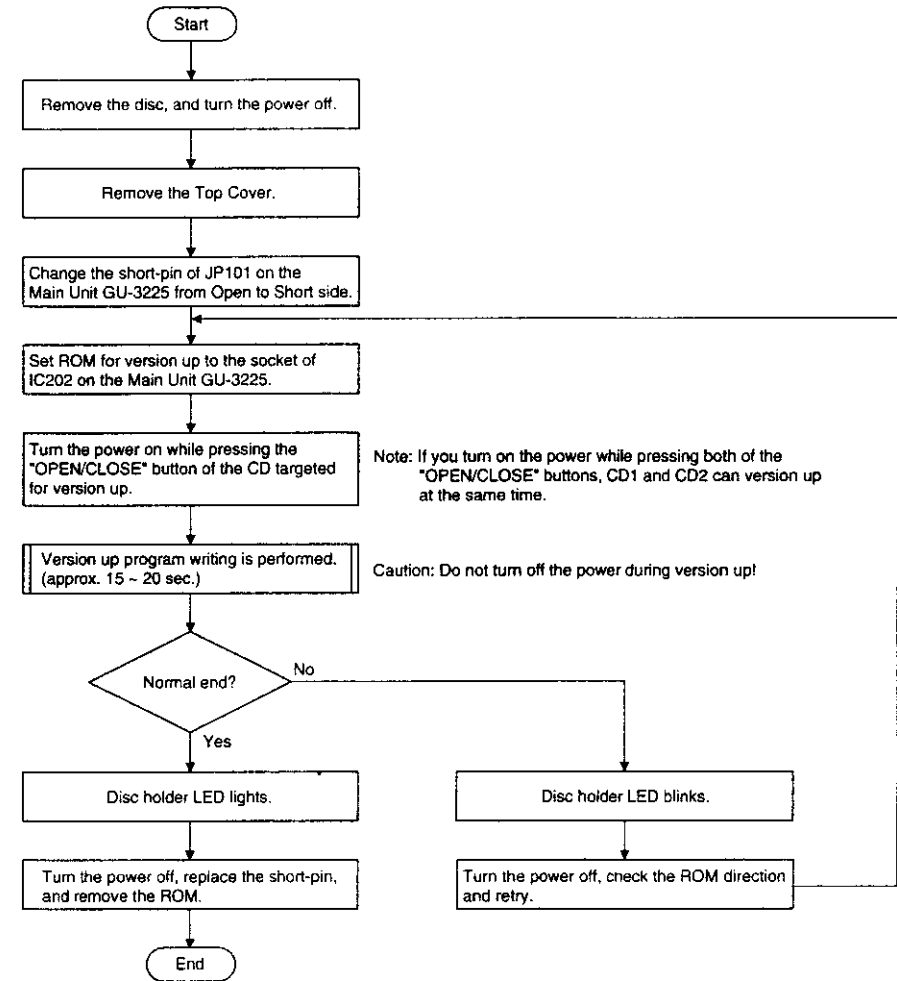 Start
Remove the disc, and turn the power off.
Remove the Top Cover.
Change the short-pin of JP101 on the
Main Unit GU-3225 from Open to Short side.
Set ROM for version up to the socket of
IC202 on the Main Unit GU-3225.
Turn the power on while pressing the
"OPEN/CLOSE" button of the CD targeted
for version up.
Note: If you turn on the power while pressing both of the
"OPEN/CLOSE" buttons, CD1 and CD2 can version up
at the same time.
Version up program writing is performed.
(approx. 15 ~ 20 sec.)
Caution: Do not turn off the power during version up!
Normal end?
No
Yes
Disc holder LED lights.
Disc holder LED blinks.
Turn the power off, replace the short-pin,
and remove the ROM.
Turn the power off, check the ROM direction
and retry.
End